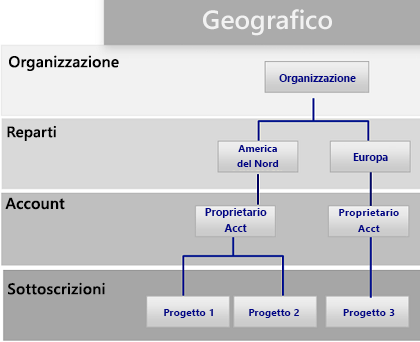 Geografico
Organizzazione
Organizzazione
Reparti
America
del Nord
Europa
Account
Proprietario
Acct
Proprietario
Acct
Sottoscrizioni
Progetto 1
Progetto 2
Progetto 3